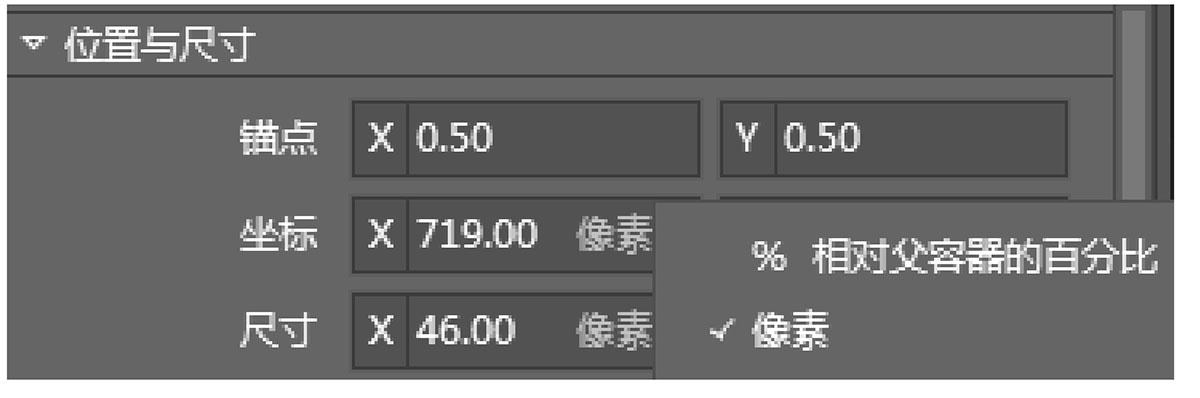 位置与尺寸
锚点 X 0.50 Y 0.50
坐标 X 719.00 像素
% 相对父容器的百分比
尺寸 X 46.00 像素
✓ 像素